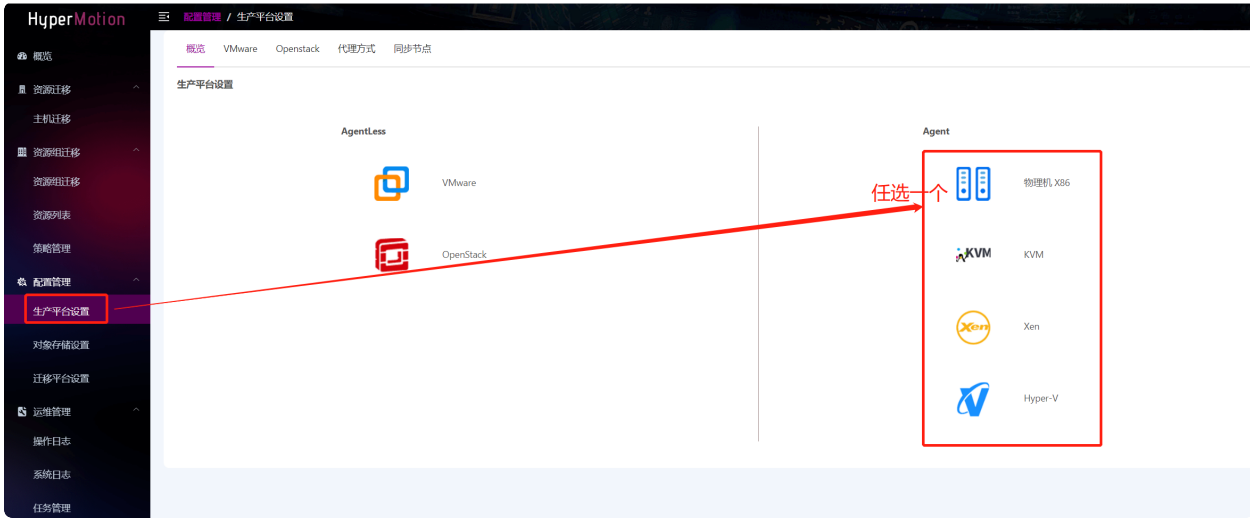 HyperMotion
配置管理 / 生产平台设置
概览
资源迁移
主机迁移
资源组迁移
资源组迁移
资源列表
策略管理
配置管理
生产平台设置
对象存储设置
迁移平台设置
运维管理
操作日志
系统日志
任务管理
概览 VMware Openstack 代理方式 同步节点
生产平台设置
AgentLess
VMware
OpenStack
Agent
任选一个
物理机 X86
KVM KVM
Xen Xen
Hyper-V